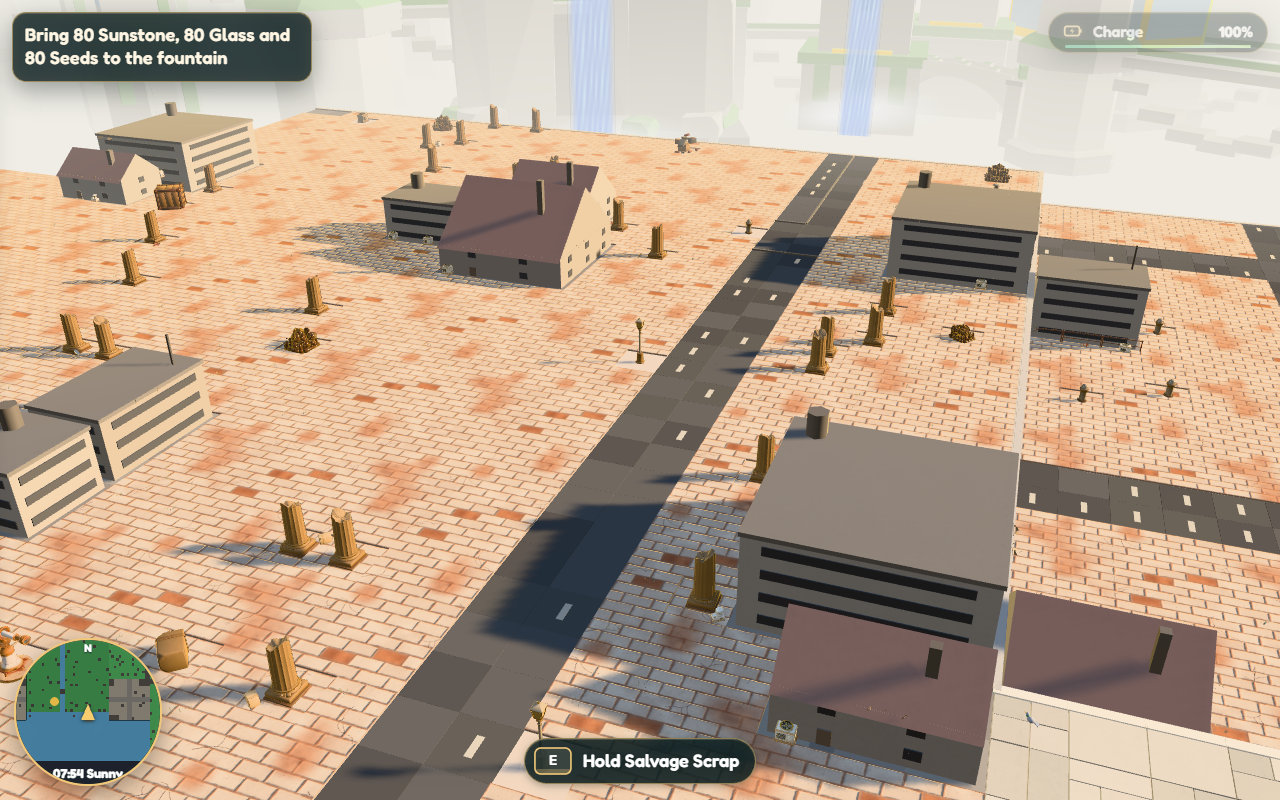 Bring 80 Sunstone, 80 Glass and
80 Seeds to the fountain
Charge 100%
N
07:54 Sunny
E Hold Salvage Scrap